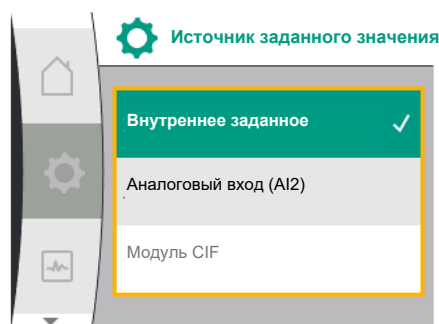 Источник заданного значения
Внутреннее заданное
Аналоговый вход (AI2)
Модуль CIF